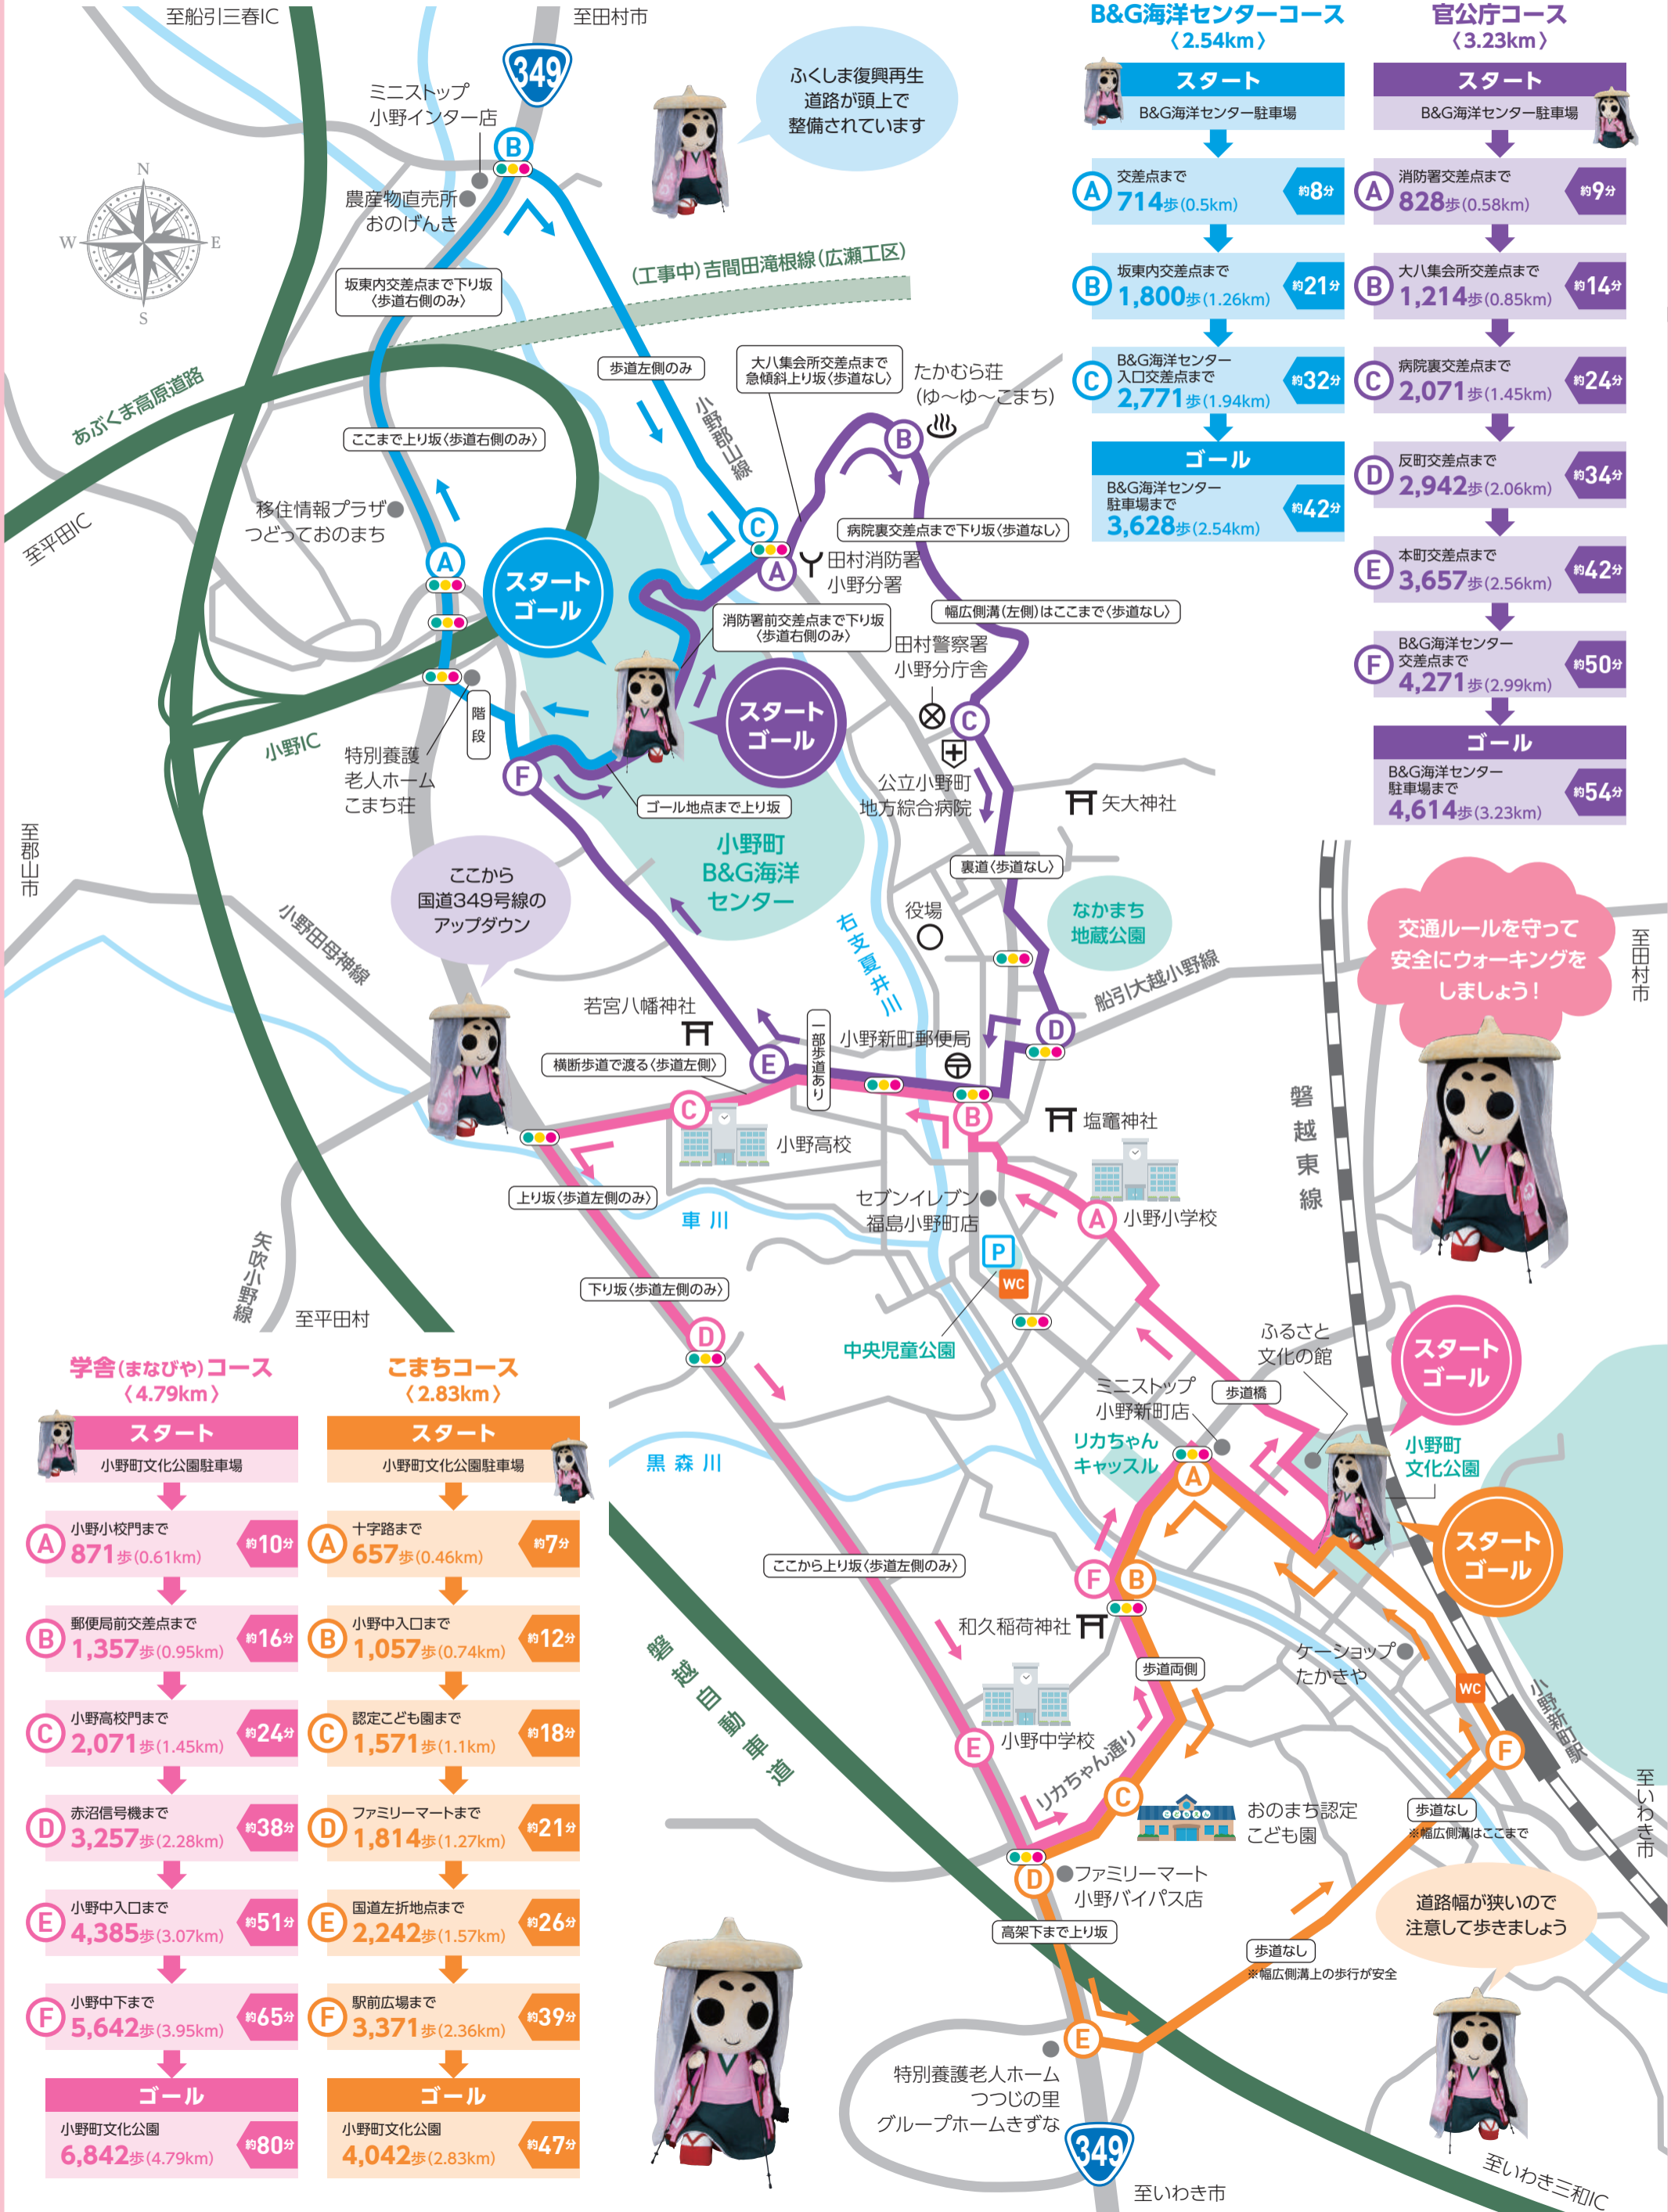 至船引三春IC
至田村市
349
ミニストップ
小野インター店
B
農産物直売所
おのげんき
N
W
E
S
ふくしま復興再生
道路が頭上で
整備されています
坂東内交差点まで下り坂
〈歩道右側のみ〉
(工事中)吉間田滝根線(広瀬工区)
あぶくま高原道路
歩道左側のみ
小野郡山線
大八集会所交差点まで
急傾斜上り坂〈歩道なし〉
たかむら荘
(ゆ〜ゆ〜こまち)
B
ここまで上り坂〈歩道右側のみ〉
移住情報プラザ
つどっておのまち
至平田IC
A
スタート
ゴール
C
A
田村消防署
小野分署
病院裏交差点まで下り坂〈歩道なし〉
消防署前交差点まで下り坂
〈歩道右側のみ〉
幅広側溝(左側)はここまで〈歩道なし〉
田村警察署
小野分庁舎
C
スタート
ゴール
階段
小野IC
特別養護
老人ホーム
こまち荘
F
ゴール地点まで上り坂
公立小野町
地方綜合病院
矢大神社
小野町
B&G海洋
センター
裏道〈歩道なし〉
至郡山市
ここから
国道349号線の
アップダウン
小野田母神線
右支夏井川
役場
なかまち
地蔵公園
船引大越小野線
D
若宮八幡神社
横断歩道で渡る〈歩道左側〉
E
一部歩道あり
小野新町郵便局
B
C
小野高校
塩竈神社
上り坂〈歩道左側のみ〉
車川
セブンイレブン
福島小野町店
A
小野小学校
P
WC
中央児童公園
矢吹小野線
至平田村
下り坂〈歩道左側のみ〉
D
磐越東線
至田村市
交通ルールを守って
安全にウォーキングを
しましょう!
ふるさと
文化の館
スタート
ゴール
ミニストップ
小野新町店
歩道橋
リカちゃん
キャッスル
A
小野町
文化公園
スタート
ゴール
黒森川
ここから上り坂〈歩道左側のみ〉
F
B
和久稲荷神社
歩道両側
ケーショップ
たかきや
WC
小野新町駅
磐越自動車道
E
小野中学校
リカちゃん通り
C
おのまち認定
こども園
こどもえん
F
歩道なし
※幅広側溝はここまで
至いわき市
D
ファミリーマート
小野バイパス店
高架下まで上り坂
歩道なし
※幅広側溝上の歩行が安全
道路幅が狭いので
注意して歩きましょう
E
特別養護老人ホーム
つつじの里
グループホームきずな
349
至いわき市
至いわき三和IC
B&G海洋センターコース
〈2.54km〉
スタート
B&G海洋センター駐車場
A 交差点まで
714歩(0.5km) 約8分
B 坂東内交差点まで
1,800歩(1.26km) 約21分
C B&G海洋センター
入口交差点まで
2,771歩(1.94km) 約32分
ゴール
B&G海洋センター
駐車場まで
3,628歩(2.54km) 約42分
官公庁コース
〈3.23km〉
スタート
B&G海洋センター駐車場
A 消防署交差点まで
828歩(0.58km) 約9分
B 大八集会所交差点まで
1,214歩(0.85km) 約14分
C 病院裏交差点まで
2,071歩(1.45km) 約24分
D 反町交差点まで
2,942歩(2.06km) 約34分
E 本町交差点まで
3,657歩(2.56km) 約42分
F B&G海洋センター
交差点まで
4,271歩(2.99km) 約50分
ゴール
B&G海洋センター
駐車場まで
4,614歩(3.23km) 約54分
学舎(まなびや)コース
〈4.79km〉
スタート
小野町文化公園駐車場
A 小野小校門まで
871歩(0.61km) 約10分
B 郵便局前交差点まで
1,357歩(0.95km) 約16分
C 小野高校門まで
2,071歩(1.45km) 約24分
D 赤沼信号機まで
3,257歩(2.28km) 約38分
E 小野中入口まで
4,385歩(3.07km) 約51分
F 小野中下まで
5,642歩(3.95km) 約65分
ゴール
小野町文化公園
6,842歩(4.79km) 約80分
こまちコース
〈2.83km〉
スタート
小野町文化公園駐車場
A 十字路まで
657歩(0.46km) 約7分
B 小野中入口まで
1,057歩(0.74km) 約12分
C 認定こども園まで
1,571歩(1.1km) 約18分
D ファミリーマートまで
1,814歩(1.27km) 約21分
E 国道左折地点まで
2,242歩(1.57km) 約26分
F 駅前広場まで
3,371歩(2.36km) 約39分
ゴール
小野町文化公園
4,042歩(2.83km) 約47分